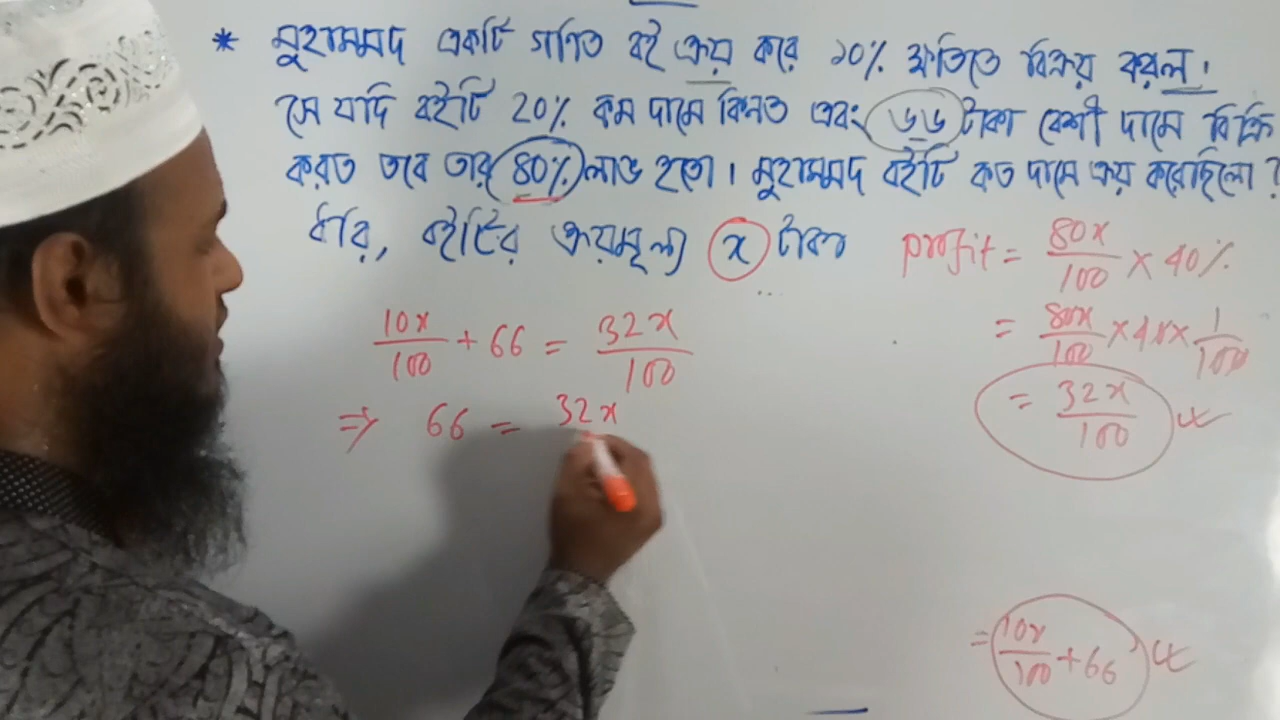 * মুহাম্মদ একটি গণিত বই ক্রয় করে ১০% ক্ষতিতে বিক্রয় করল।
সে যদি বইটি 20% কম দামে কিনত এবং ৬৬ টাকা বেশী দামে বিক্রি
করত তবে তার 80% লাভ হতো। মুহাম্মদ বইটি কত দামে ক্রয় করেছিলো?
ধরি, বইটির ক্রয়মূল্য x টাকা
profit = 80x/100 × 40%
= 80x/100 × 40 × 1/100
= 32x/100
10x/100 + 66 = 32x/100
⇒ 66 = 32x
= 10x/100 + 66